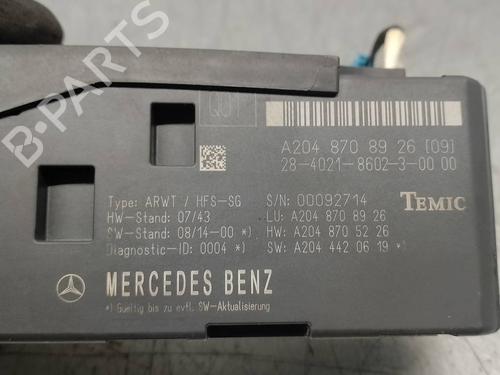 B-PARTS
Q01
A204 870 89 26 [09]
28-4021-8602-3-00 00
Type: ARWT / HFS-SG S/N: 00092714 TEMIC
HW-Stand: 07/43 LU: A204 870 89 26
SW-Stand: 08/14-00 *) HW: A204 870 52 26
Diagnostic-ID: 0004 *) SW: A204 442 06 19 *)
MERCEDES BENZ
*) Gueltig bis zu evtl. SW-Aktualisierung